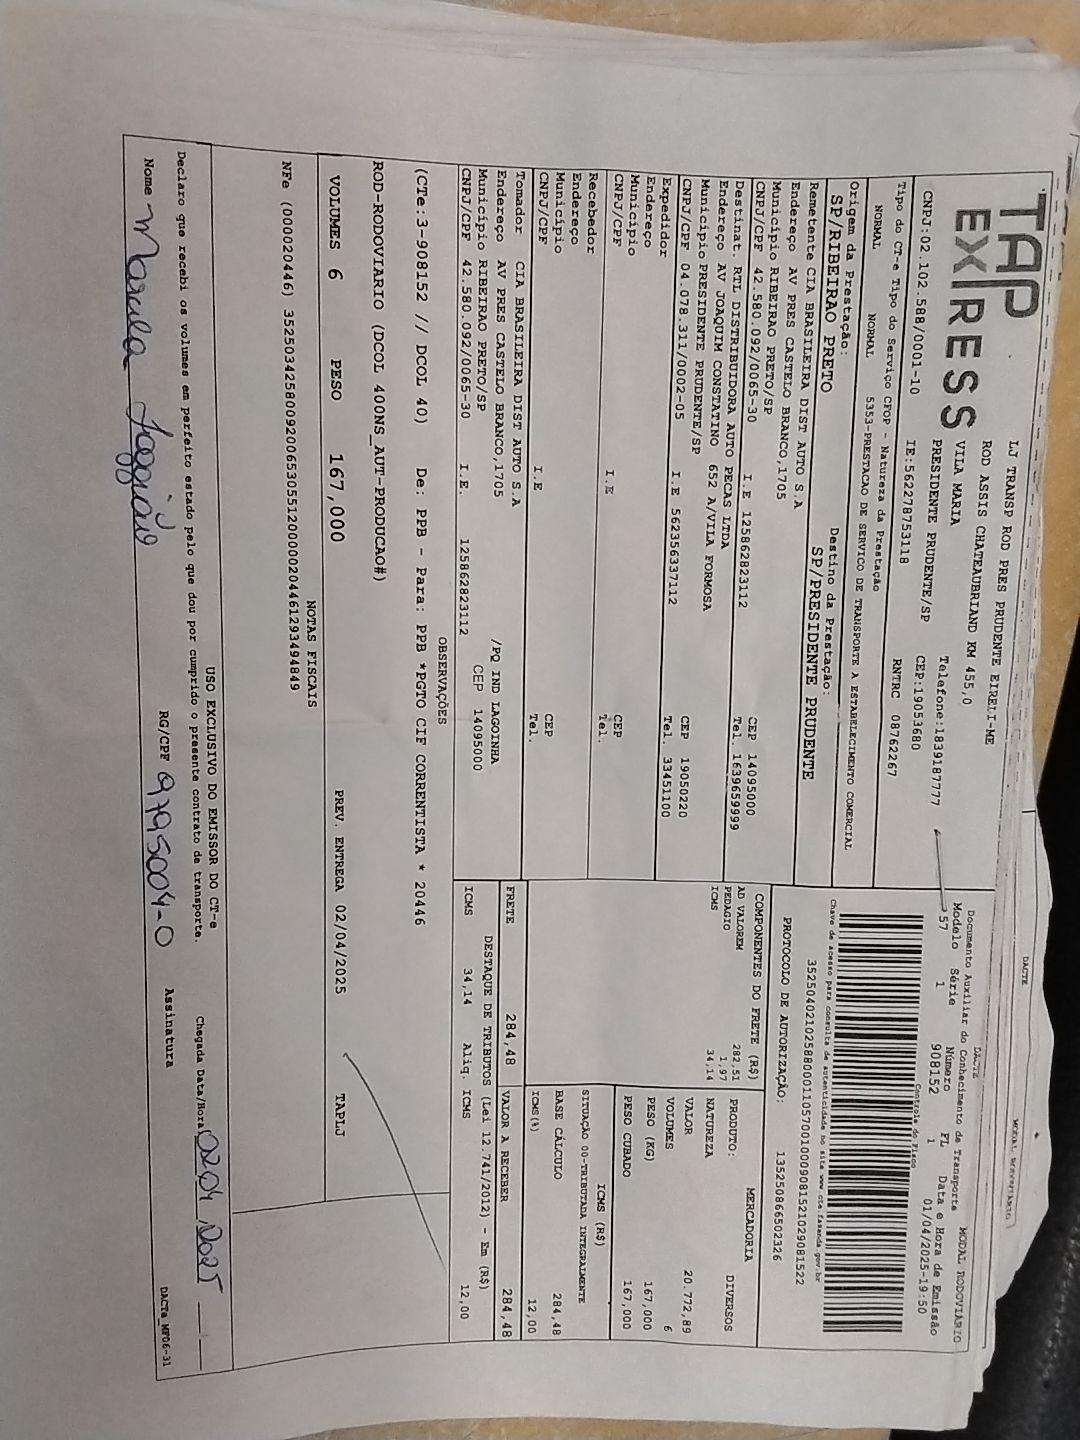 TAP
EXPRESS
LJ TRANSP ROD PRES PRUDENTE EIRELI-ME
ROD ASSIS CHATEAUBRIAND KM 455,0
VILA MARIA
PRESIDENTE PRUDENTE/SP
Telefone:1839187777
CEP:19053680
CNPJ:02.102.588/0001-10
IE:562278753118
RNTRC 08762267
DACTE
MODAL RODOVIÁRIO
Documento Auxiliar do Conhecimento de Transporte
Modelo Série Número FL Data e Hora de Emissão
57 1 908152 1 01/04/2025-19:50
Controle do Fisco
Tipo do CT-e Tipo do Serviço CFOP - Natureza da Prestação
NORMAL NORMAL 5353-PRESTACAO DE SERVICO DE TRANSPORTE A ESTABELECIMENTO COMERCIAL
Chave de acesso para consulta de autenticidade no site www.cte.fazenda.gov.br
Origem da Prestação:
SP/RIBEIRAO PRETO
Destino da Prestação:
SP/PRESIDENTE PRUDENTE
PROTOCOLO DE AUTORIZAÇÃO: 135250866502326
Remetente CIA BRASILEIRA DIST AUTO S.A
Endereço AV PRES CASTELO BRANCO,1705
Município RIBEIRAO PRETO/SP CEP 14095000
CNPJ/CPF 42.580.092/0065-30 I.E 125862823112 Tel. 1639659999
Destinat. RTL DISTRIBUIDORA AUTO PECAS LTDA
Endereço AV JOAQUIM CONSTATINO 652 A/VILA FORMOSA
Município PRESIDENTE PRUDENTE/SP CEP 19050220
CNPJ/CPF 04.078.311/0002-05 I.E 562356337112 Tel. 33451100
Expedidor
Endereço
Município CEP
CNPJ/CPF I.E Tel.
Recebedor
Endereço
Município CEP
CNPJ/CPF I.E Tel.
Tomador CIA BRASILEIRA DIST AUTO S.A
Endereço AV PRES CASTELO BRANCO,1705 /PQ IND LAGOINHA
Município RIBEIRAO PRETO/SP CEP 14095000
CNPJ/CPF 42.580.092/0065-30 I.E. 125862823112
COMPONENTES DO FRETE (R$)
AD VALOREM 282,51
PEDAGIO 1,97
ICMS 34,14
MERCADORIA
PRODUTO: DIVERSOS
NATUREZA
VALOR 20.772,89
VOLUMES 6
PESO (KG) 167,000
PESO CUBADO 167,000
ICMS (R$)
SITUAÇÃO 00-TRIBUTADA INTEGRALMENTE
BASE CÁLCULO 284,48
ICMS(%) 12,00
FRETE 284,48 VALOR A RECEBER 284,48
DESTAQUE DE TRIBUTOS (Lei 12.741/2012) - Em (R$)
ICMS 34,14 Aliq. ICMS 12,00
OBSERVAÇÕES
(CTe:3-908152 // DCOL 40) De: PPB - Para: PPB *PGTO CIF CORRENTISTA * 20446
ROD-RODOVIARIO (DCOL 400NS_AUT-PRODUCAO#)
VOLUMES 6 PESO 167,000 PREV. ENTREGA 02/04/2025 TAPLJ
NOTAS FISCAIS
USO EXCLUSIVO DO EMISSOR DO CT-e
Declaro que recebi os volumes em perfeito estado pelo que dou por cumprido o presente contrato de transporte.
Chegada Data/Hora 02/04 2025
Nome RG/CPF 9795004-0 Assinatura
DACTe_MF06-31